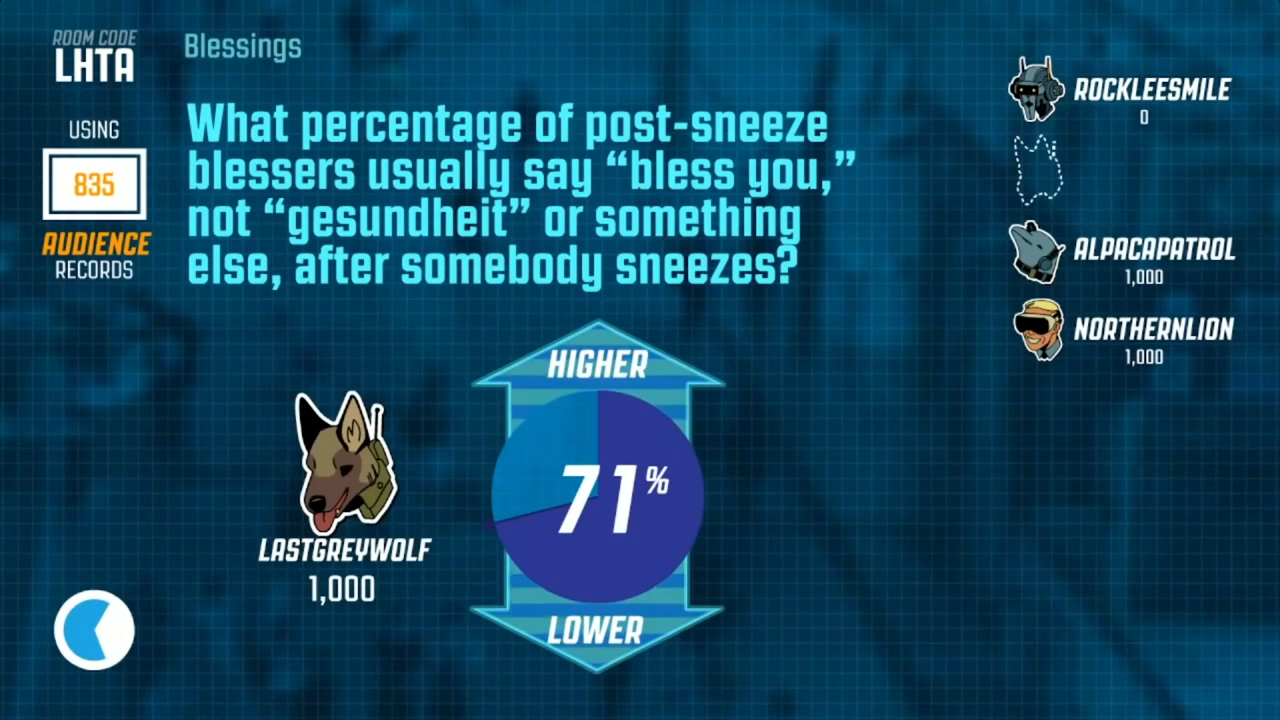 ROOM CODE
LHTA
USING
835
AUDIENCE
RECORDS
Blessings
What percentage of post-sneeze
blessers usually say “bless you,”
not “gesundheit” or something
else, after somebody sneezes?
HIGHER
71%
LOWER
LASTGREYWOLF
1,000
ROCKLEESMILE
0
ALPACAPATROL
1,000
NORTHERNLION
1,000